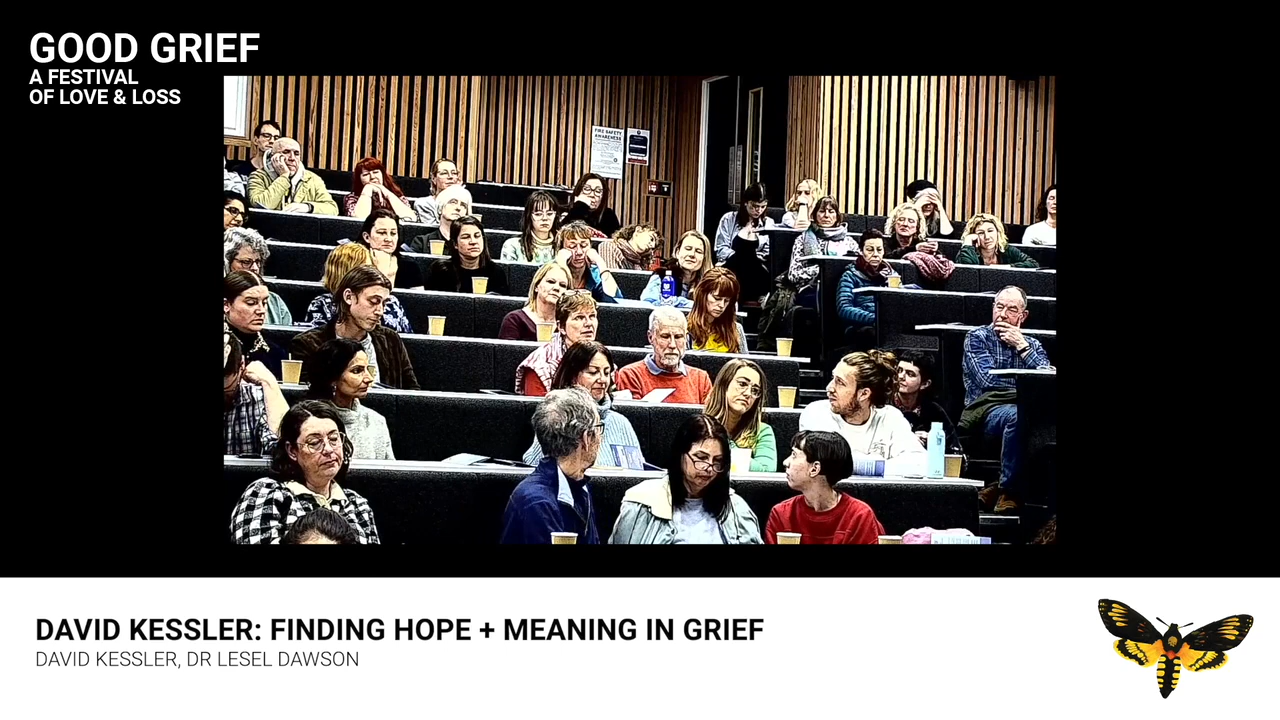 GOOD GRIEF
A FESTIVAL
OF LOVE & LOSS
FIRE SAFETY
AWARENESS
DAVID KESSLER: FINDING HOPE + MEANING IN GRIEF
DAVID KESSLER, DR LESEL DAWSON